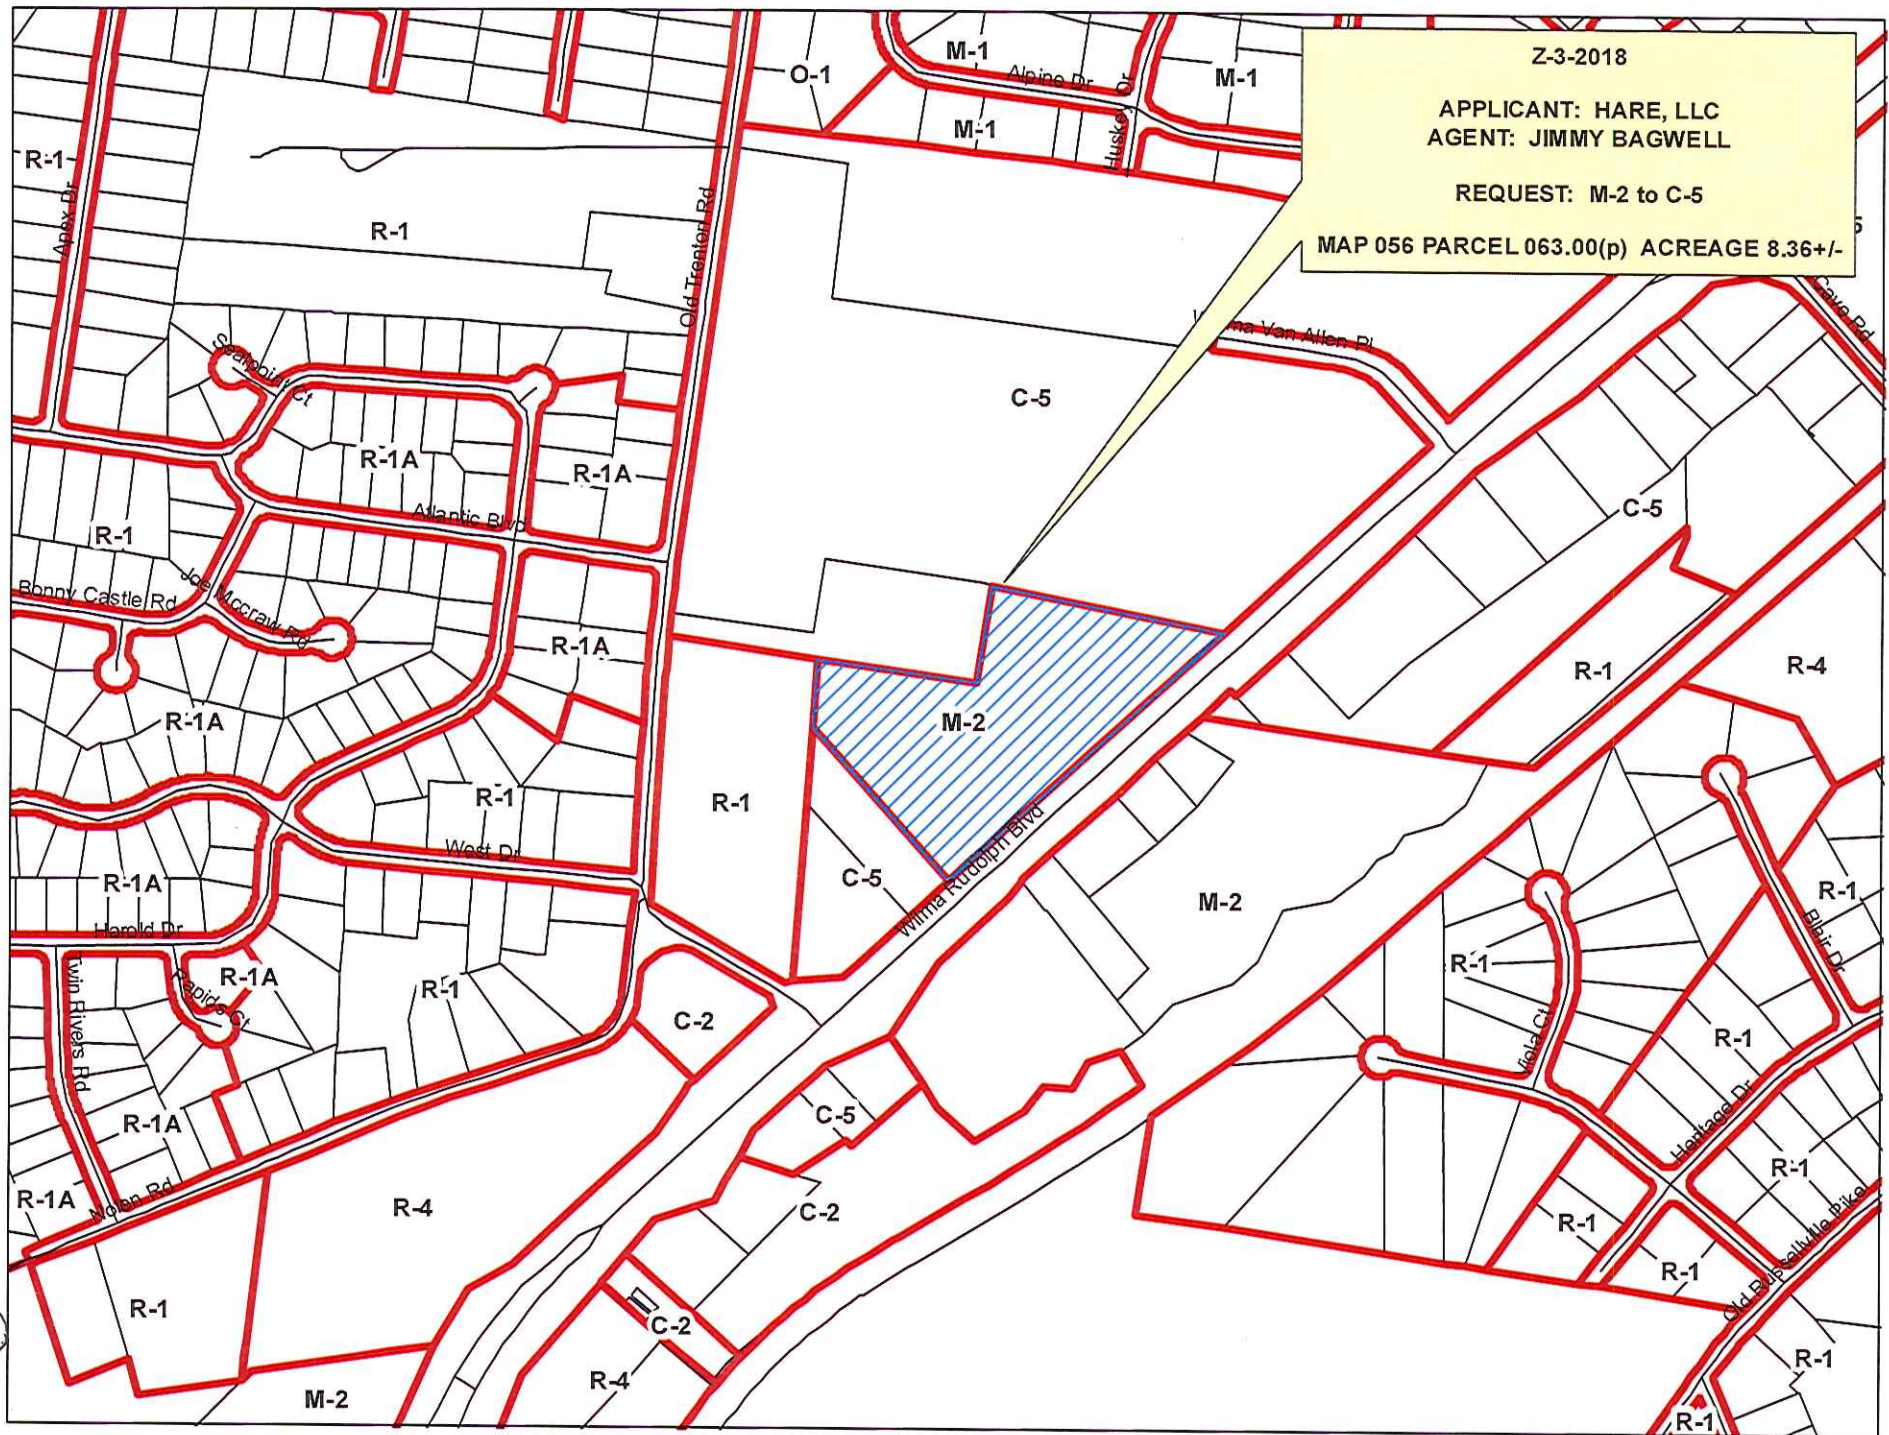 Z-3-2018
APPLICANT: HARE, LLC
AGENT: JIMMY BAGWELL
REQUEST: M-2 to C-5
MAP 056 PARCEL 063.00(p) ACREAGE 8.36+/-
M-1
O-1
Alpine Dr
M-1
M-1
Huskey Dr
R-1
Apex Dr
R-1
Old Trenton Rd
Cave Rd
Van Allen Pl
Sealpoint Ct
C-5
R-1A
R-1A
C-5
Atlantic Blvd
R-1
Bonny Castle Rd
Joe Mccraw Rd
R-1A
R-1
R-4
R-1A
M-2
R-1
R-1
West Dr
C-5
Wilma Rudolph Blvd
M-2
R-1A
R-1
Blair Dr
Harold Dr
Twin Rivers Rd
Rapids Ct
R-1A
R-1
R-1
C-2
Viola Ct
R-1
R-1A
C-5
Heritage Dr
R-1
R-1A
Nolen Rd
R-4
C-2
R-1
R-1
Old Russellville Pike
R-1
C-2
R-1
R-4
M-2
R-1